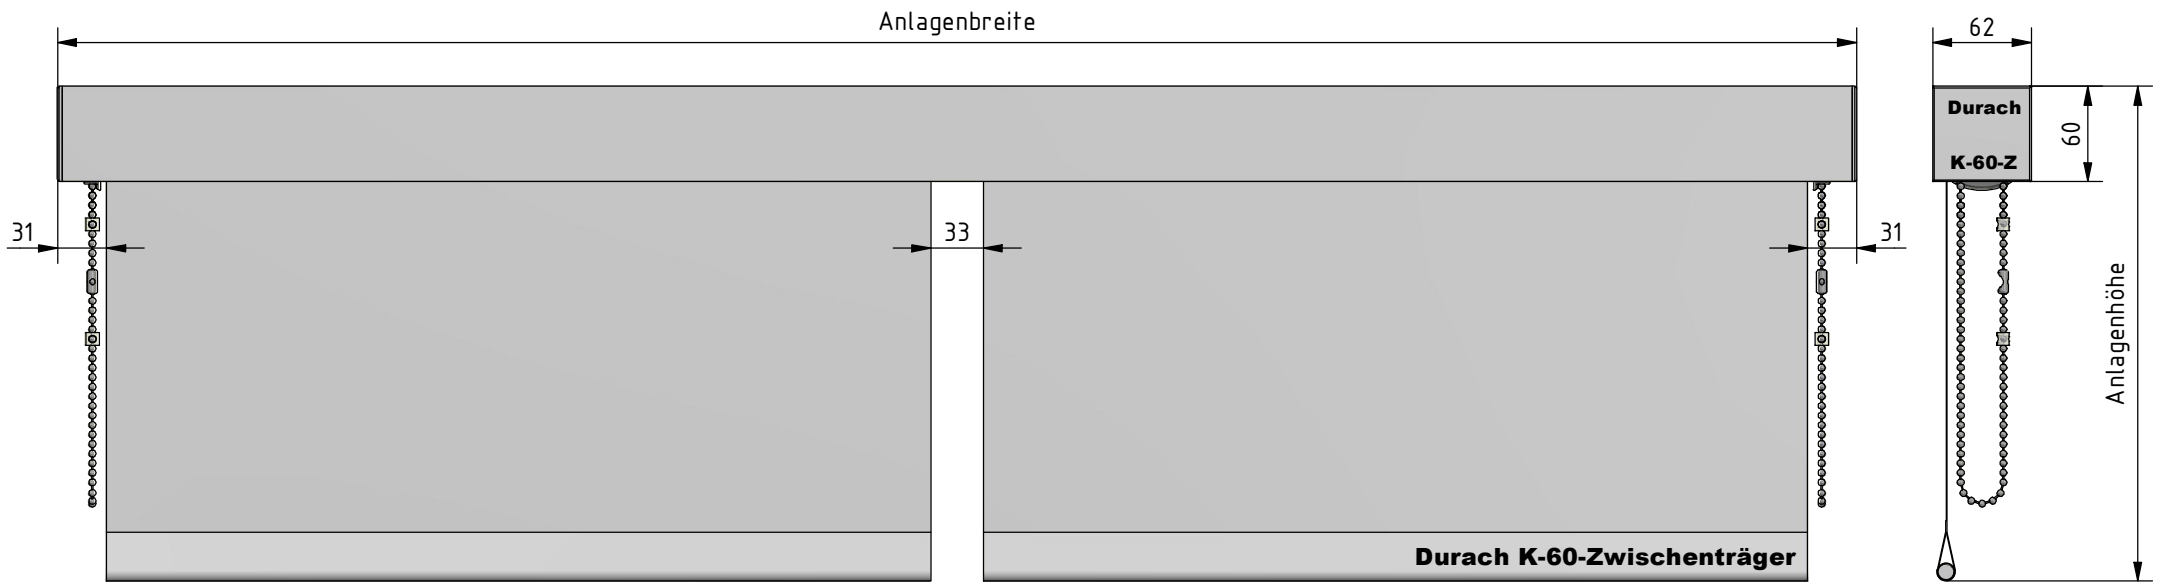 Anlagenbreite
62
Durach
K-60-Z
60
31
33
31
Anlagenhöhe
Durach K-60-Zwischenträger